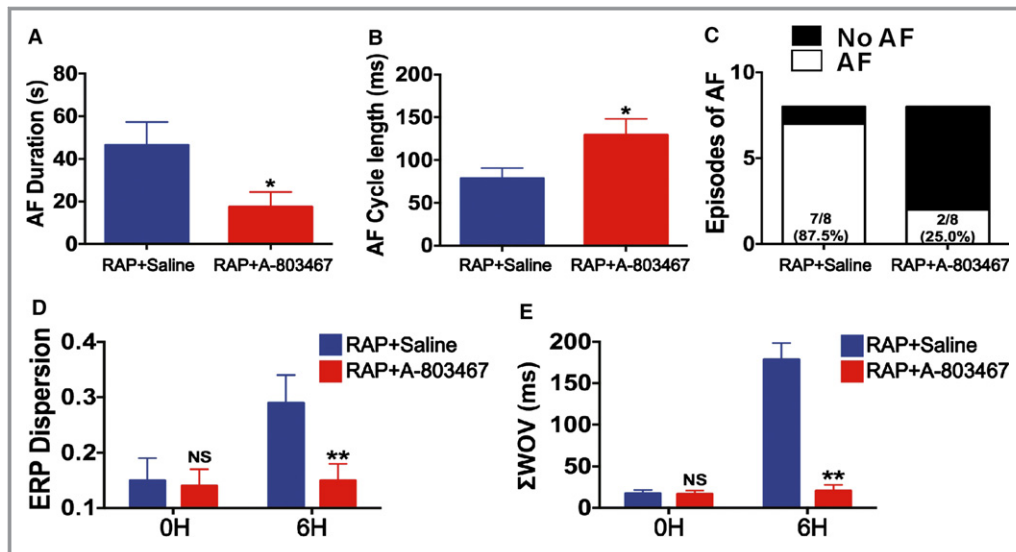 A
AF Duration (s)
80
60
40
20
0
RAP+Saline
RAP+A-803467
*
B
AF Cycle length (ms)
200
150
100
50
0
RAP+Saline
RAP+A-803467
*
C
No AF
AF
Episodes of AF
10
5
0
7/8
(87.5%)
2/8
(25.0%)
RAP+Saline
RAP+A-803467
D
ERP Dispersion
0.4
0.3
0.2
0.1
RAP+Saline
RAP+A-803467
NS
**
0H
6H
E
ΣWOV (ms)
200
150
100
50
0
RAP+Saline
RAP+A-803467
NS
**
0H
6H